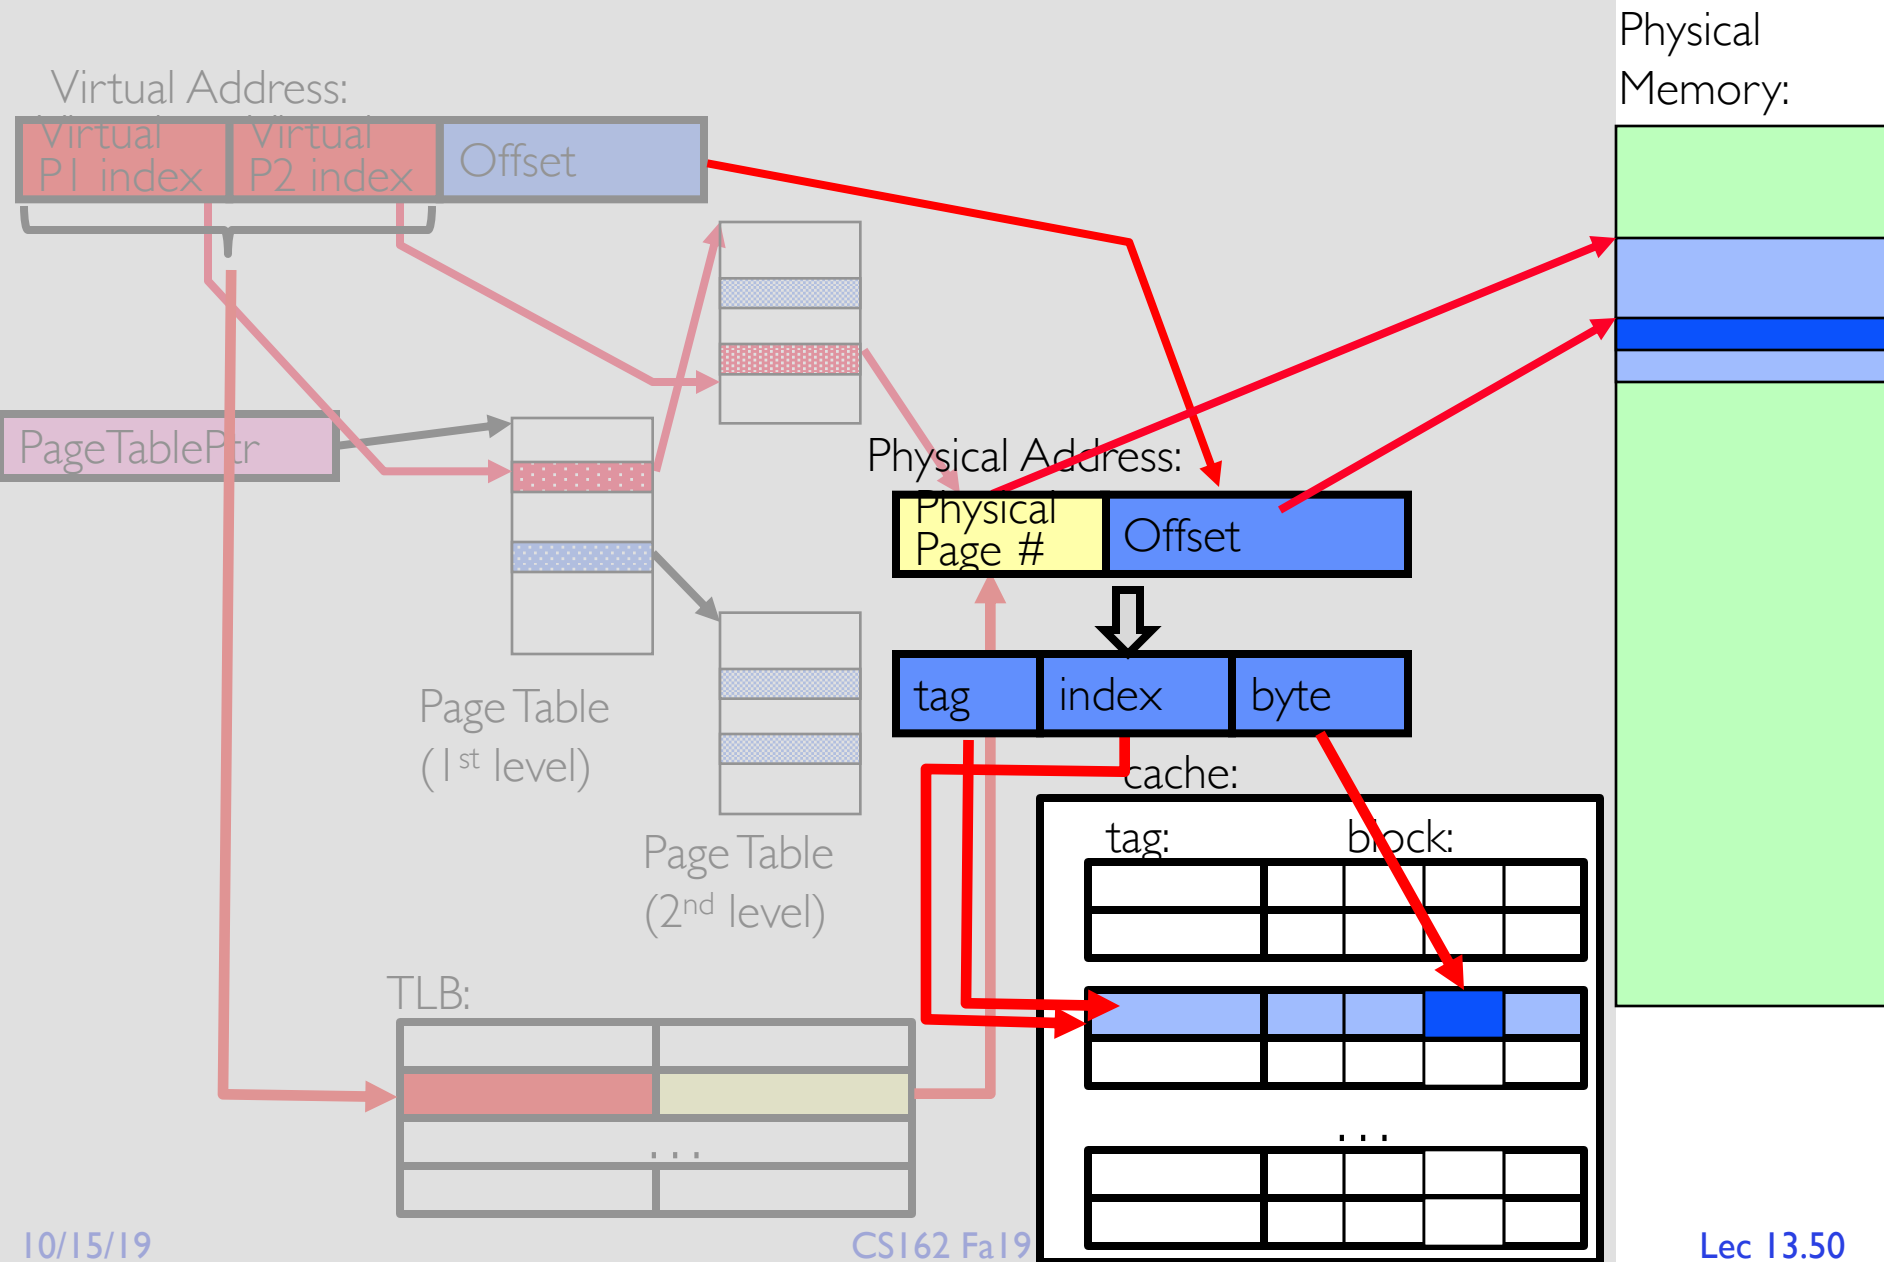 Physical
Memory:
Virtual Address:
Virtual
P1 index
Virtual
P2 index
Offset
PageTablePtr
Physical Address:
Physical
Page #
Offset
tag
index
byte
Page Table
(1st level)
cache:
tag:
block:
Page Table
(2nd level)
TLB:
. . .
. . .
10/15/19
CS162 Fa19
Lec 13.50